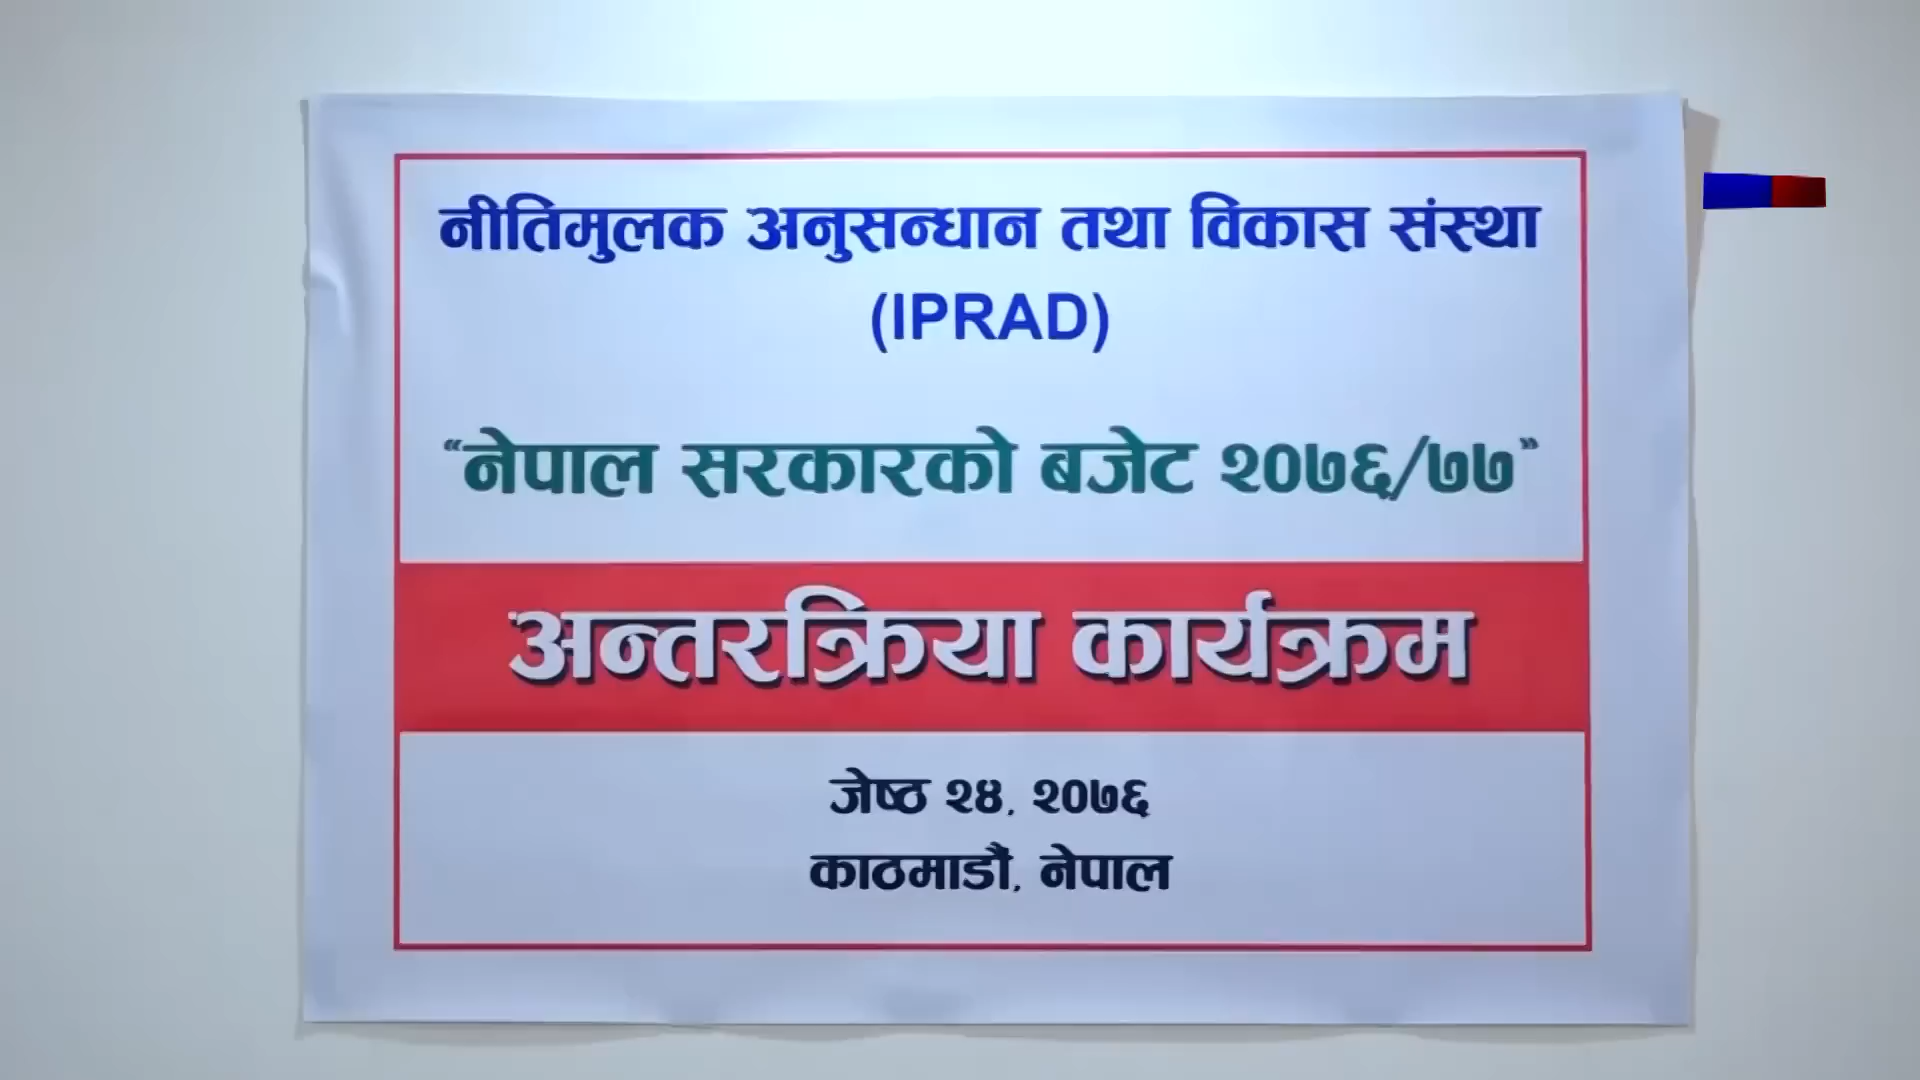 नीतिमुलक अनुसन्धान तथा विकास संस्था
(IPRAD)
“नेपाल सरकारको बजेट २०७६/७७”
अन्तरक्रिया कार्यक्रम
जेष्ठ २४, २०७६
काठमाडौं, नेपाल